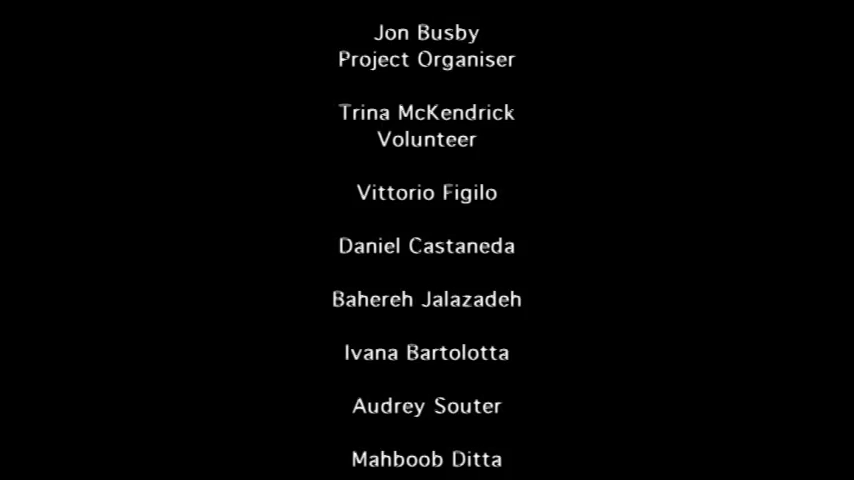 Jon Busby
Project Organiser
Trina McKendrick
Volunteer
Vittorio Figilo
Daniel Castaneda
Bahereh Jalazadeh
Ivana Bartolotta
Audrey Souter
Mahboob Ditta